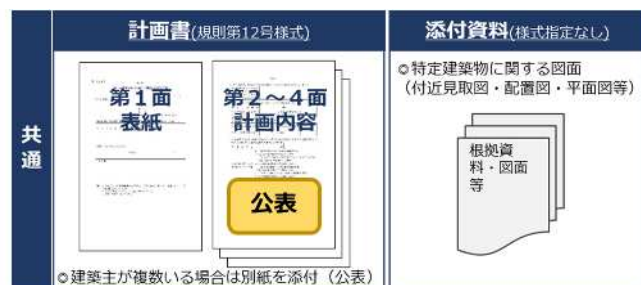 計画書(規則第12号様式)
添付資料(様式指定なし)
共通
第1面
表紙
第2～4面
計画内容
公表
◎建築主が複数いる場合は別紙を添付（公表）
◎特定建築物に関する図面
（付近見取図・配置図・平面図等）
根拠資
料・図面
等